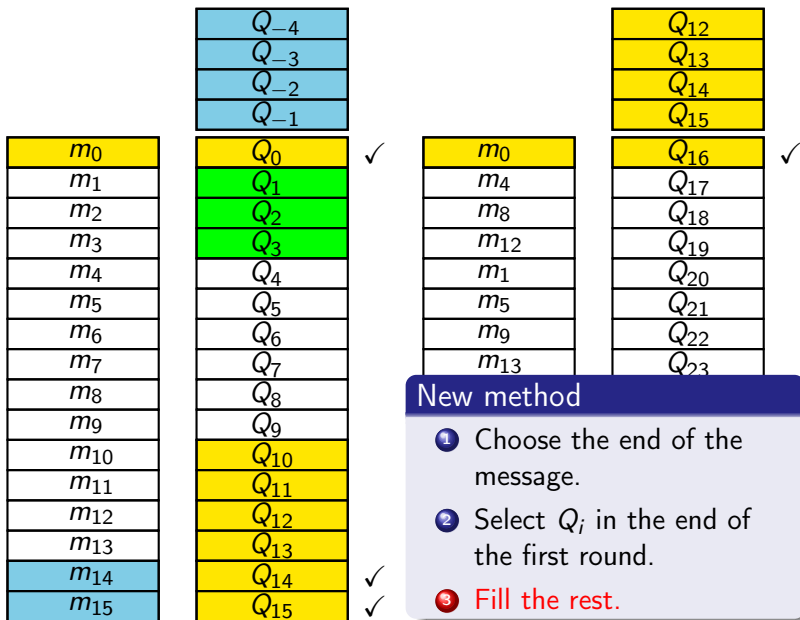 Q₋₄
Q₋₃
Q₋₂
Q₋₁
m₀ Q₀ ✓
m₁ Q₁
m₂ Q₂
m₃ Q₃
m₄ Q₄
m₅ Q₅
m₆ Q₆
m₇ Q₇
m₈ Q₈
m₉ Q₉
m₁₀ Q₁₀
m₁₁ Q₁₁
m₁₂ Q₁₂
m₁₃ Q₁₃
m₁₄ Q₁₄ ✓
m₁₅ Q₁₅ ✓
Q₁₂
Q₁₃
Q₁₄
Q₁₅
m₀ Q₁₆ ✓
m₄ Q₁₇
m₈ Q₁₈
m₁₂ Q₁₉
m₁ Q₂₀
m₅ Q₂₁
m₉ Q₂₂
m₁₃ Q₂₃
New method
1 Choose the end of the
message.
2 Select Qᵢ in the end of
the first round.
3 Fill the rest.